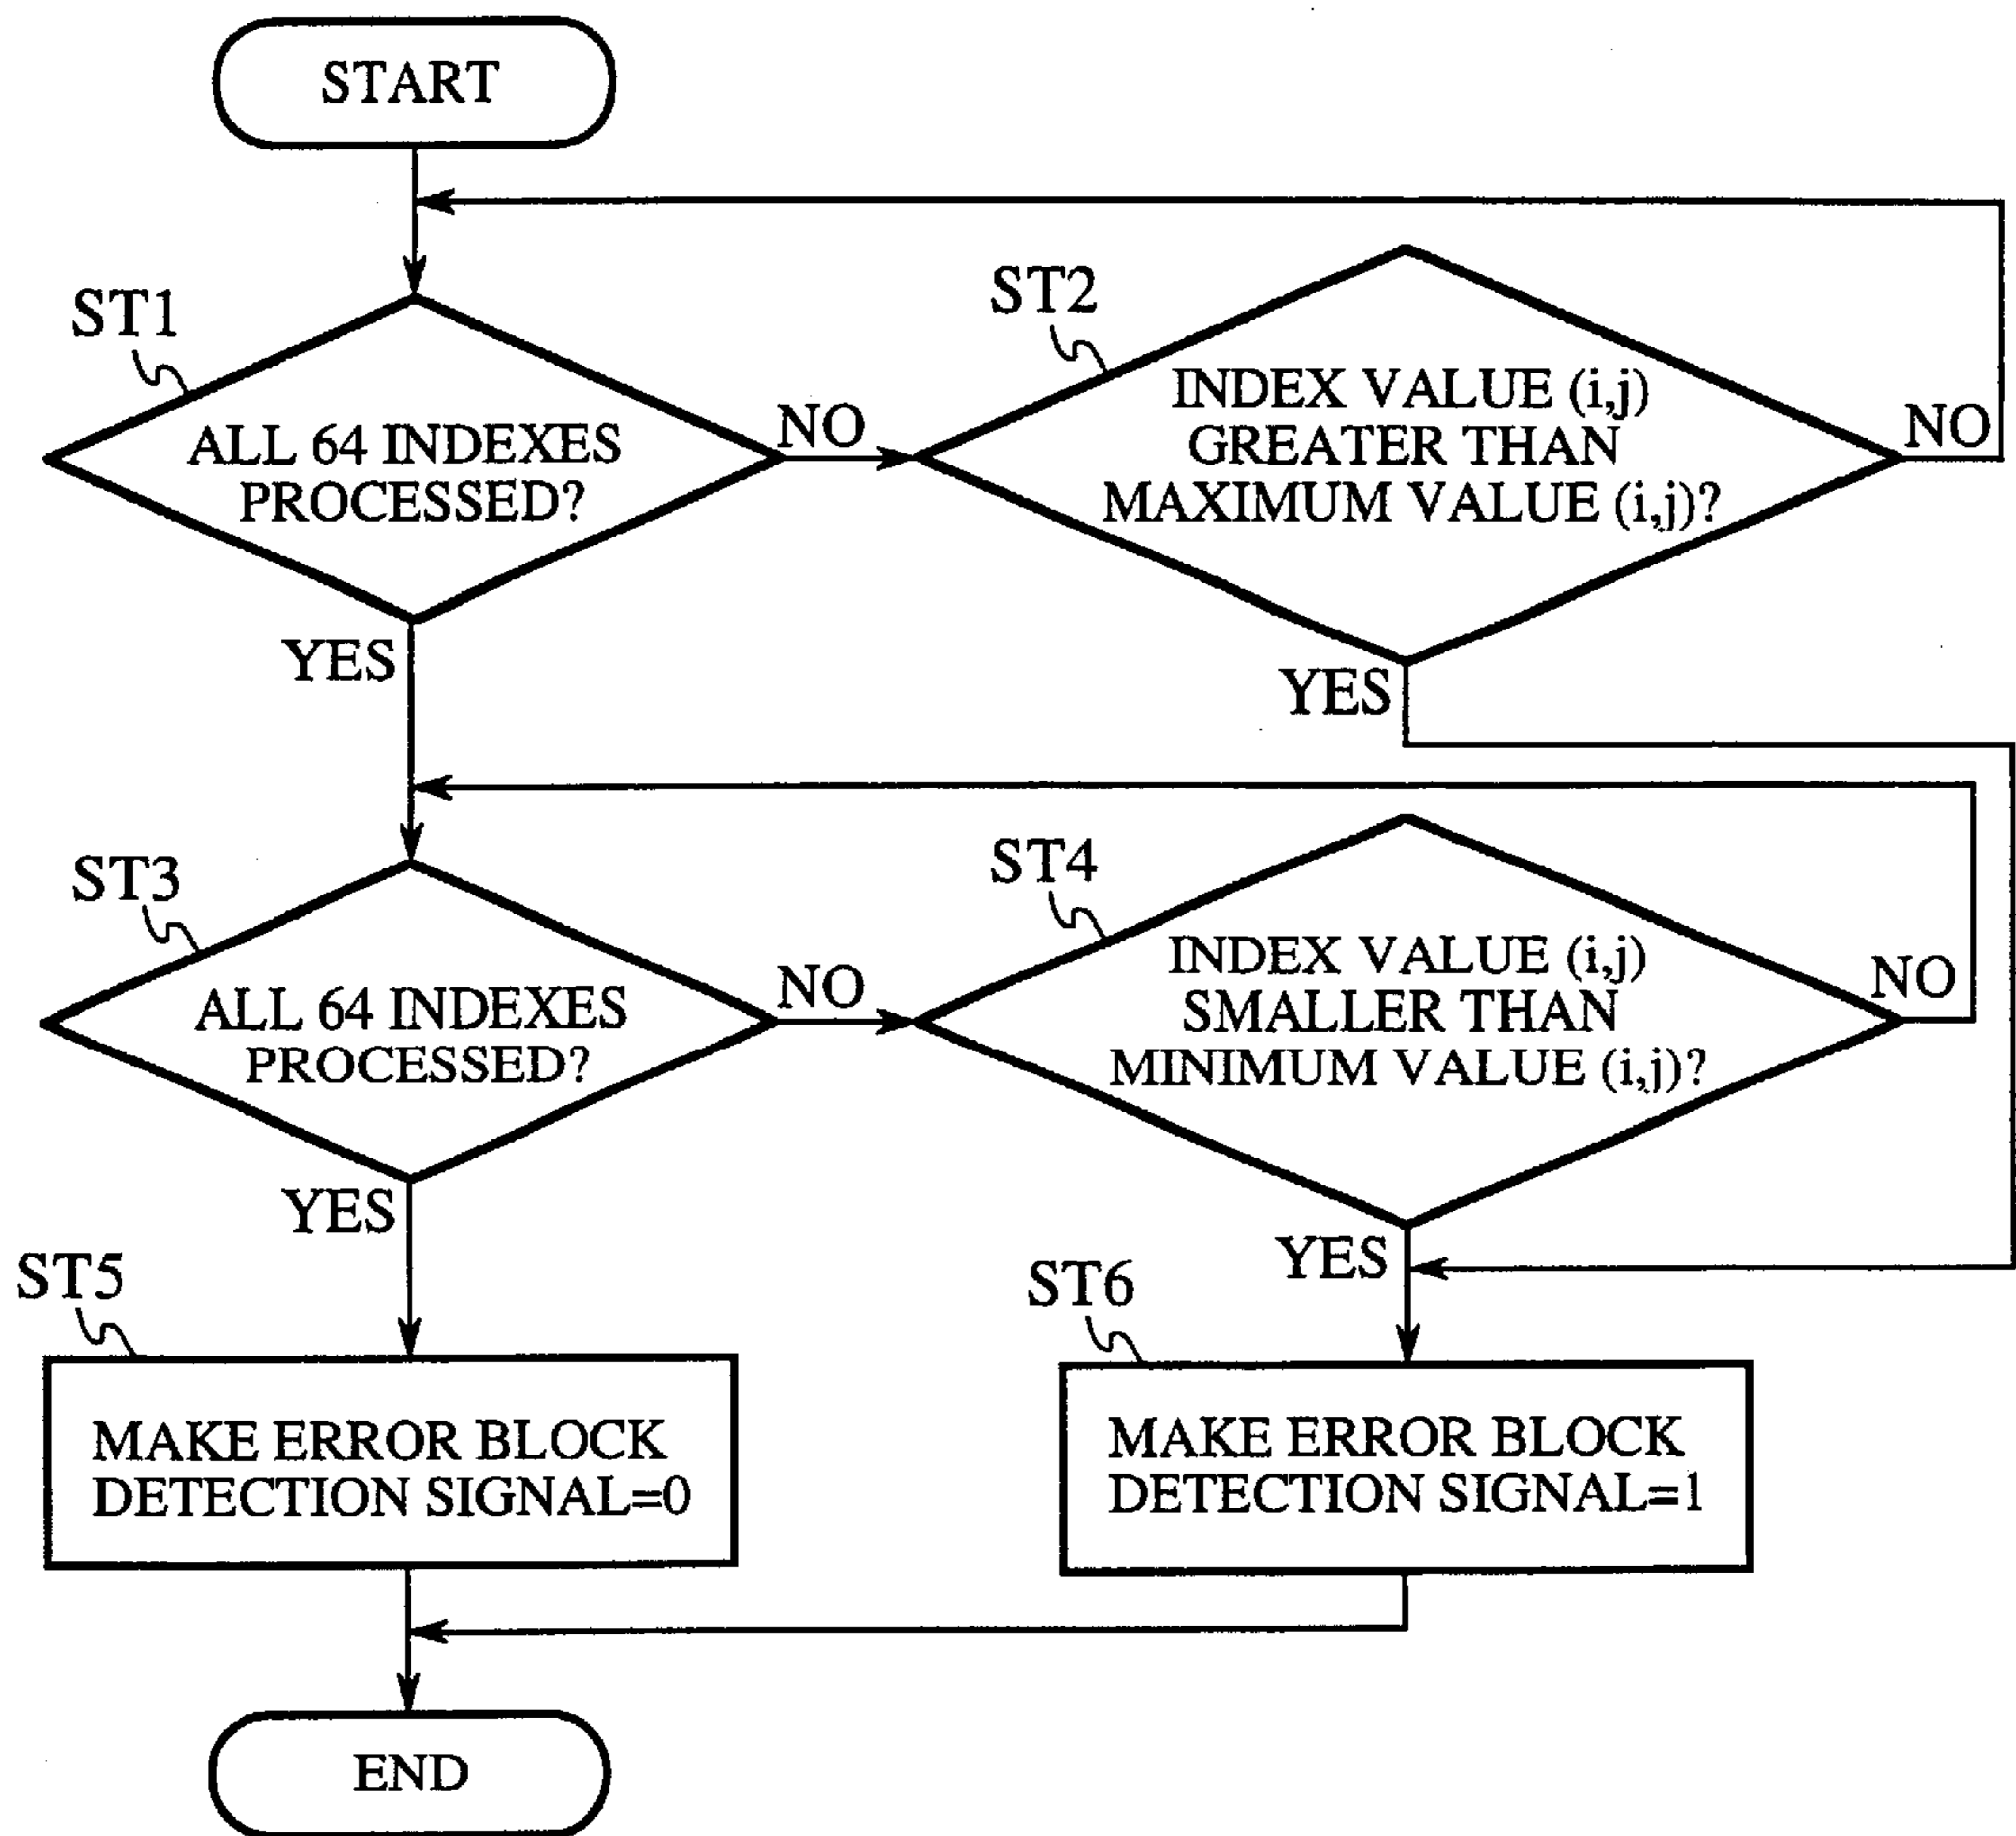 START
ST1
ALL 64 INDEXES
PROCESSED?
NO
YES
ST2
INDEX VALUE (i,j)
GREATER THAN
MAXIMUM VALUE (i,j)?
NO
YES
ST3
ALL 64 INDEXES
PROCESSED?
NO
YES
ST4
INDEX VALUE (i,j)
SMALLER THAN
MINIMUM VALUE (i,j)?
NO
YES
ST5
MAKE ERROR BLOCK
DETECTION SIGNAL=0
ST6
MAKE ERROR BLOCK
DETECTION SIGNAL=1
END